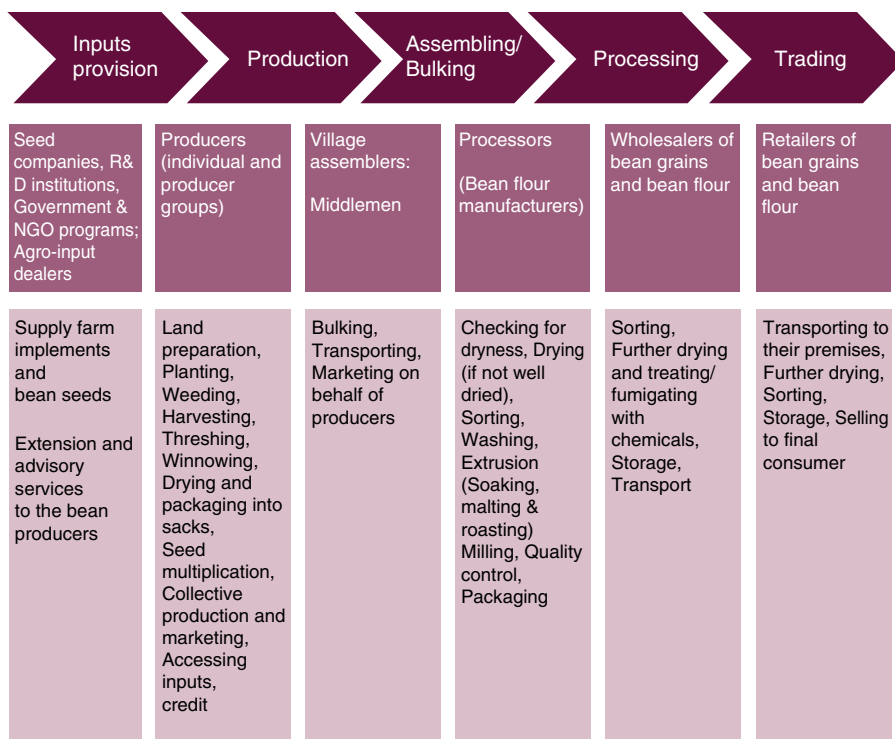 Inputs
provision
Production
Assembling/
Bulking
Processing
Trading
Seed
companies, R&
D institutions,
Government &
NGO programs;
Agro-input
dealers
Producers
(individual and
producer
groups)
Village
assemblers:
Middlemen
Processors
(Bean flour
manufacturers)
Wholesalers of
bean grains
and bean flour
Retailers of
bean grains
and bean
flour
Supply farm
implements
and
bean seeds
Extension and
advisory
services
to the bean
producers
Land
preparation,
Planting,
Weeding,
Harvesting,
Threshing,
Winnowing,
Drying and
packaging into
sacks,
Seed
multiplication,
Collective
production and
marketing,
Accessing
inputs,
credit
Bulking,
Transporting,
Marketing on
behalf of
producers
Checking for
dryness, Drying
(if not well
dried),
Sorting,
Washing,
Extrusion
(Soaking,
malting &
roasting)
Milling, Quality
control,
Packaging
Sorting,
Further drying
and treating/
fumigating
with
chemicals,
Storage,
Transport
Transporting to
their premises,
Further drying,
Sorting,
Storage, Selling
to final
consumer